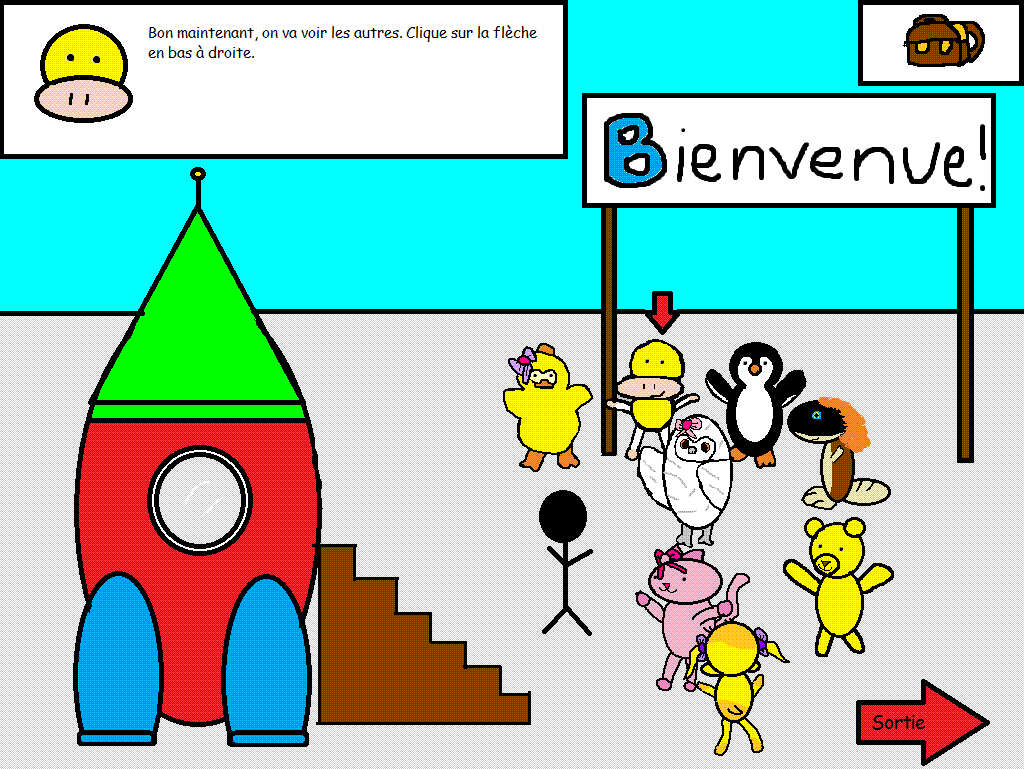 Bon maintenant, on va voir les autres. Clique sur la flèche
en bas à droite.
Bienvenue!
Sortie